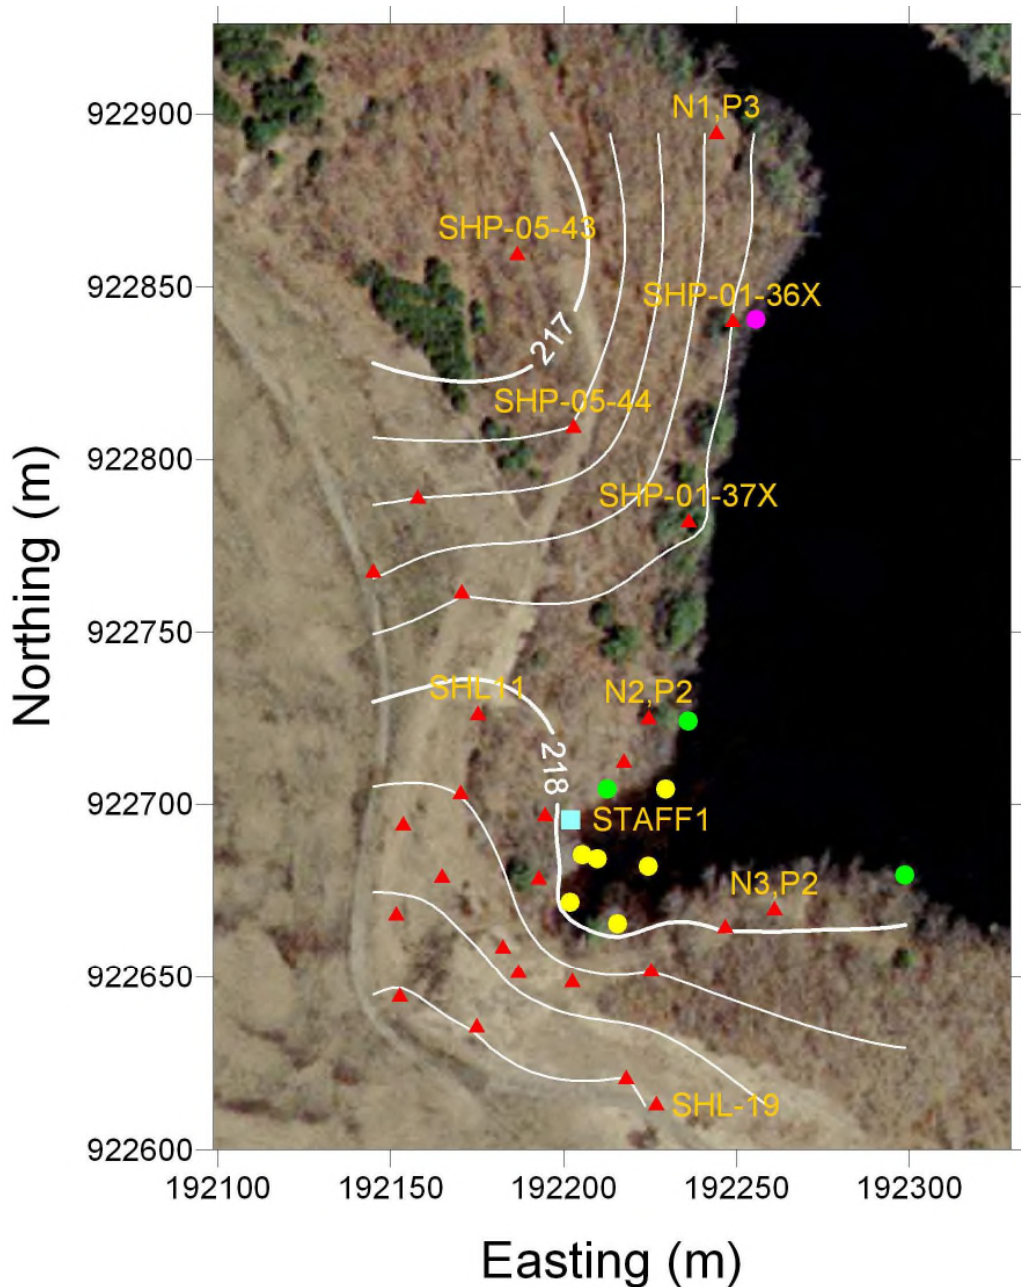 922900
N1,P3
SHP-05-43
922850
SHP-01-36X
217
SHP-05-44
922800
SHP-01-37X
922750
SHL11
N2,P2
218
922700
STAFF1
N3,P2
922650
SHL-19
922600
192100
192150
192200
192250
192300
Northing (m)
Easting (m)